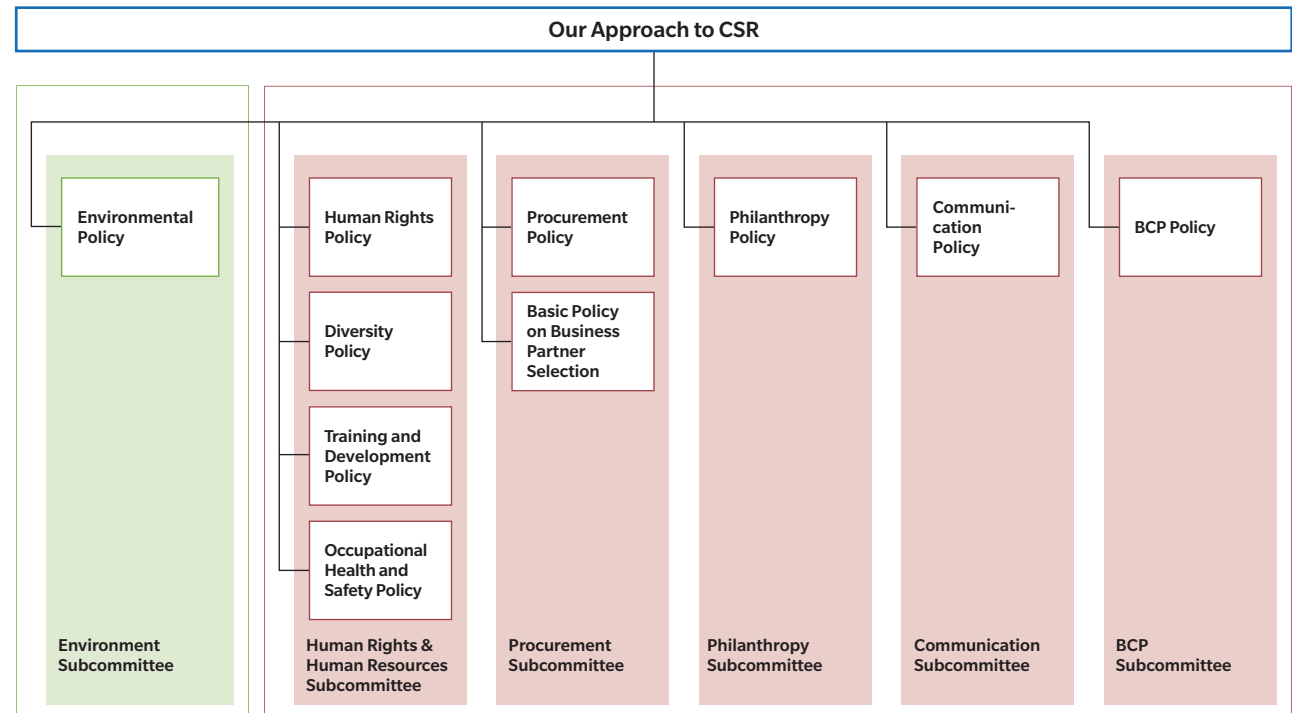 Our Approach to CSR
Environmental
Policy
Environment
Subcommittee
Human Rights
Policy
Diversity
Policy
Training and
Development
Policy
Occupational
Health and
Safety Policy
Human Rights &
Human Resources
Subcommittee
Procurement
Policy
Basic Policy
on Business
Partner
Selection
Procurement
Subcommittee
Philanthropy
Policy
Philanthropy
Subcommittee
Communi-
cation
Policy
Communication
Subcommittee
BCP Policy
BCP
Subcommittee